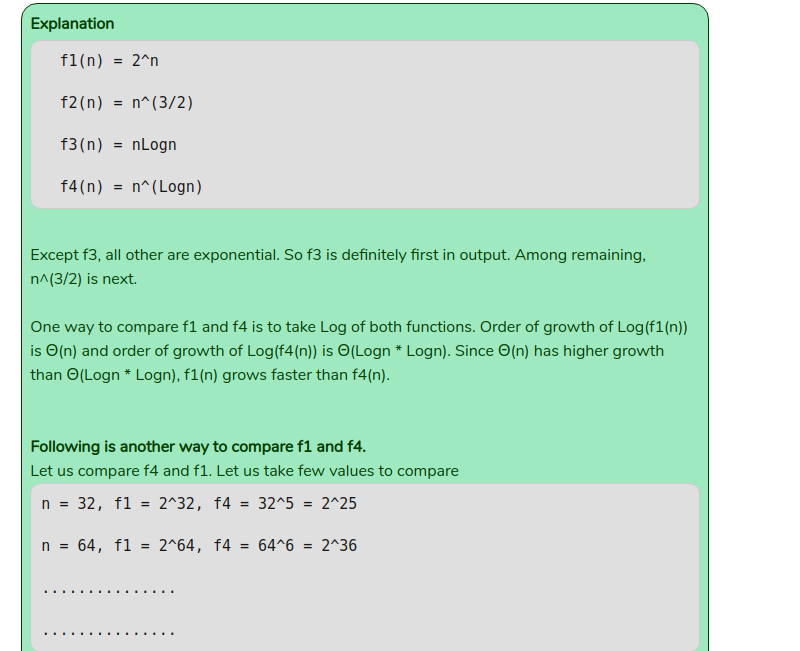 Explanation
f1(n) = 2^n
f2(n) = n^(3/2)
f3(n) = nLogn
f4(n) = n^(Logn)
Except f3, all other are exponential. So f3 is definitely first in output. Among remaining,
n^(3/2) is next.
One way to compare f1 and f4 is to take Log of both functions. Order of growth of Log(f1(n))
is Θ(n) and order of growth of Log(f4(n)) is Θ(Logn * Logn). Since Θ(n) has higher growth
than Θ(Logn * Logn), f1(n) grows faster than f4(n).
Following is another way to compare f1 and f4.
Let us compare f4 and f1. Let us take few values to compare
n = 32, f1 = 2^32, f4 = 32^5 = 2^25
n = 64, f1 = 2^64, f4 = 64^6 = 2^36
...............
...............